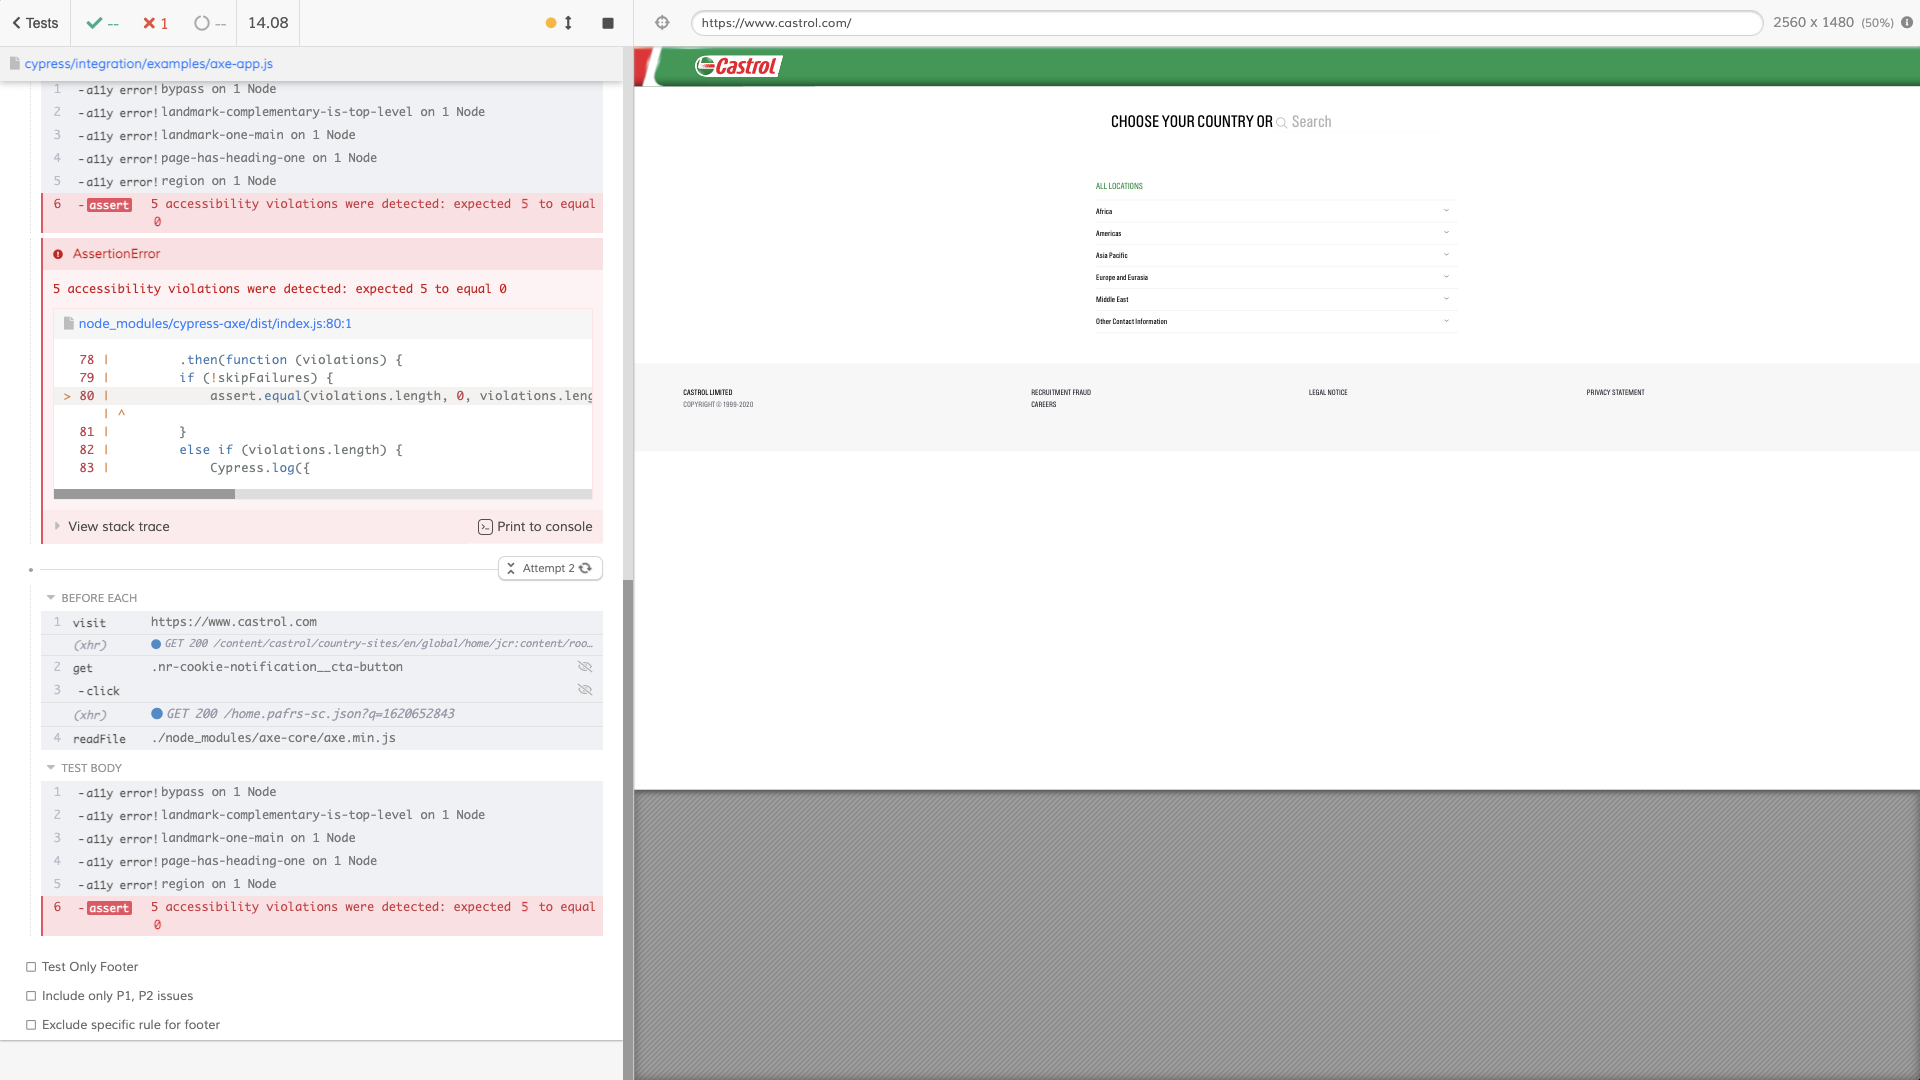 Tests
--
1
--
14.08
https://www.castrol.com/
2560 x 1480 (50%)
cypress/integration/examples/axe-app.js
1 -a11y error! bypass on 1 Node
2 -a11y error! landmark-complementary-is-top-level on 1 Node
3 -a11y error! landmark-one-main on 1 Node
4 -a11y error! page-has-heading-one on 1 Node
5 -a11y error! region on 1 Node
6 -assert 5 accessibility violations were detected: expected 5 to equal
0
AssertionError
5 accessibility violations were detected: expected 5 to equal 0
node_modules/cypress-axe/dist/index.js:80:1
78 | .then(function (violations) {
79 | if (!skipFailures) {
> 80 | assert.equal(violations.length, 0, violations.leng
| ^
81 | }
82 | else if (violations.length) {
83 | Cypress.log({
View stack trace
Print to console
Attempt 2
BEFORE EACH
1 visit https://www.castrol.com
(xhr) GET 200 /content/castrol/country-sites/en/global/home/jcr:content/roo...
2 get .nr-cookie-notification__cta-button
3 -click
(xhr) GET 200 /home.pafrs-sc.json?q=1620652843
4 readFile ./node_modules/axe-core/axe.min.js
TEST BODY
1 -a11y error! bypass on 1 Node
2 -a11y error! landmark-complementary-is-top-level on 1 Node
3 -a11y error! landmark-one-main on 1 Node
4 -a11y error! page-has-heading-one on 1 Node
5 -a11y error! region on 1 Node
6 -assert 5 accessibility violations were detected: expected 5 to equal
0
Test Only Footer
Include only P1, P2 issues
Exclude specific rule for footer
Castrol
CHOOSE YOUR COUNTRY OR Search
ALL LOCATIONS
Africa
Americas
Asia Pacific
Europe and Eurasia
Middle East
Other Contact Information
CASTROL LIMITED
COPYRIGHT © 1999-2020
RECRUITMENT FRAUD
CAREERS
LEGAL NOTICE
PRIVACY STATEMENT